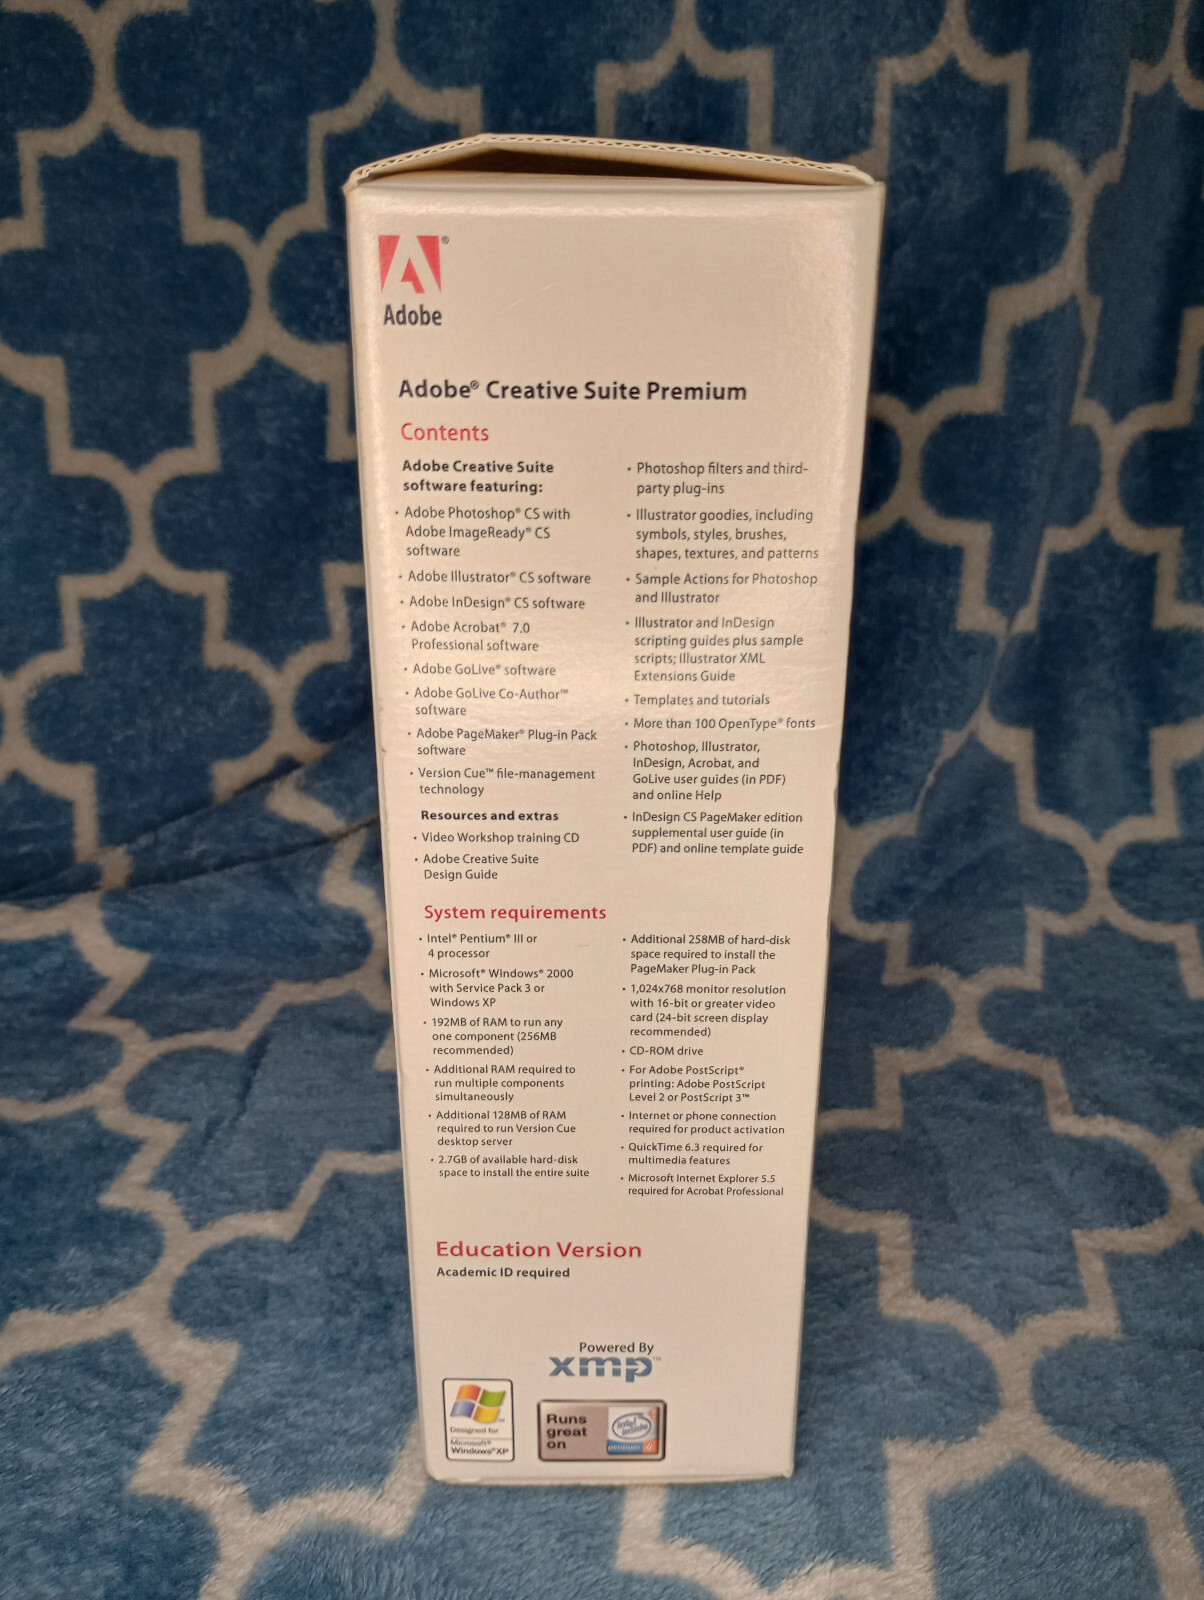 ®
Adobe
Adobe® Creative Suite Premium
Contents
Adobe Creative Suite
software featuring:
• Adobe Photoshop® CS with
Adobe ImageReady® CS
software
• Adobe Illustrator® CS software
• Adobe InDesign® CS software
• Adobe Acrobat® 7.0
Professional software
• Adobe GoLive® software
• Adobe GoLive Co-Author™
software
• Adobe PageMaker® Plug-in Pack
software
• Version Cue™ file-management
technology
Resources and extras
• Video Workshop training CD
• Adobe Creative Suite
Design Guide
• Photoshop filters and third-
party plug-ins
• Illustrator goodies, including
symbols, styles, brushes,
shapes, textures, and patterns
• Sample Actions for Photoshop
and Illustrator
• Illustrator and InDesign
scripting guides plus sample
scripts; Illustrator XML
Extensions Guide
• Templates and tutorials
• More than 100 OpenType® fonts
• Photoshop, Illustrator,
InDesign, Acrobat, and
GoLive user guides (in PDF)
and online Help
• InDesign CS PageMaker edition
supplemental user guide (in
PDF) and online template guide
System requirements
• Intel® Pentium® III or
4 processor
• Microsoft® Windows® 2000
with Service Pack 3 or
Windows XP
• 192MB of RAM to run any
one component (256MB
recommended)
• Additional RAM required to
run multiple components
simultaneously
• Additional 128MB of RAM
required to run Version Cue
desktop server
• 2.7GB of available hard-disk
space to install the entire suite
• Additional 258MB of hard-disk
space required to install the
PageMaker Plug-in Pack
• 1,024x768 monitor resolution
with 16-bit or greater video
card (24-bit screen display
recommended)
• CD-ROM drive
• For Adobe PostScript®
printing: Adobe PostScript
Level 2 or PostScript 3™
• Internet or phone connection
required for product activation
• QuickTime 6.3 required for
multimedia features
• Microsoft Internet Explorer 5.5
required for Acrobat Professional
Education Version
Academic ID required
Powered By
xmp™
Designed for
Microsoft®
Windows®XP
Runs
great
on
intel
inside
pentium 4